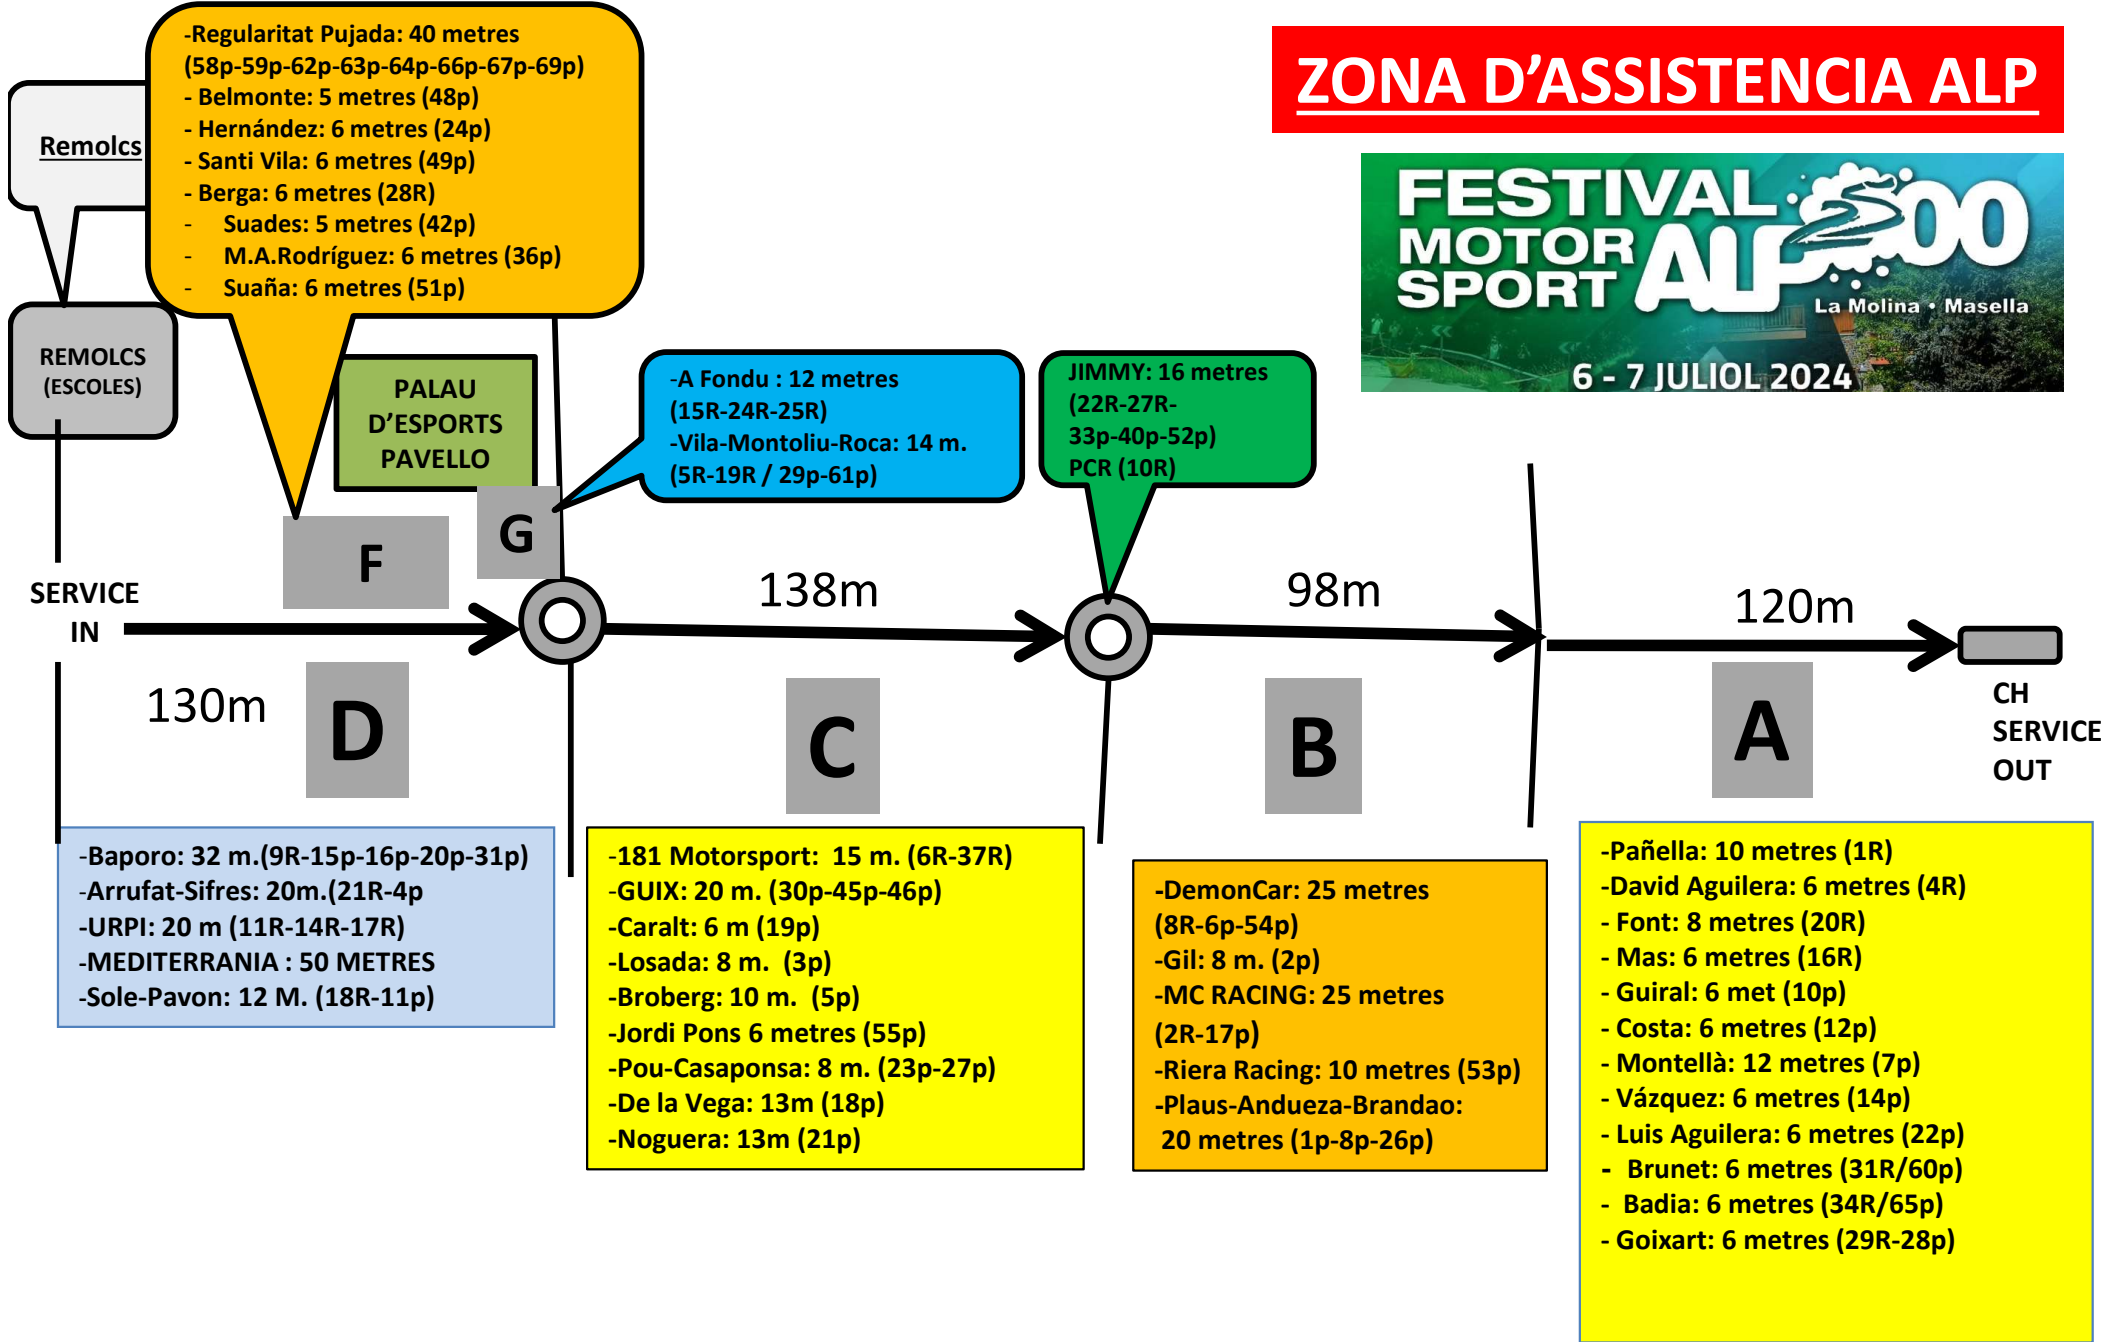 -Regularitat Pujada: 40 metres
(58p-59p-62p-63p-64p-66p-67p-69p)
- Belmonte: 5 metres (48p)
- Hernández: 6 metres (24p)
- Santi Vila: 6 metres (49p)
- Berga: 6 metres (28R)
- Suades: 5 metres (42p)
- M.A.Rodríguez: 6 metres (36p)
- Suaña: 6 metres (51p)
ZONA D'ASSISTENCIA ALP
Remolcs
FESTIVAL
MOTOR
SPORT
ALP 2500
La Molina • Masella
6 - 7 JULIOL 2024
REMOLCS
(ESCOLES)
PALAU
D'ESPORTS
PAVELLO
-A Fondu : 12 metres
(15R-24R-25R)
-Vila-Montoliu-Roca: 14 m.
(5R-19R / 29p-61p)
JIMMY: 16 metres
(22R-27R-
33p-40p-52p)
PCR (10R)
F
G
SERVICE
IN
138m
98m
120m
130m
D
C
B
A
CH
SERVICE
OUT
-Baporo: 32 m.(9R-15p-16p-20p-31p)
-Arrufat-Sifres: 20m.(21R-4p
-URPI: 20 m (11R-14R-17R)
-MEDITERRANIA : 50 METRES
-Sole-Pavon: 12 M. (18R-11p)
-181 Motorsport: 15 m. (6R-37R)
-GUIX: 20 m. (30p-45p-46p)
-Caralt: 6 m (19p)
-Losada: 8 m. (3p)
-Broberg: 10 m. (5p)
-Jordi Pons 6 metres (55p)
-Pou-Casaponsa: 8 m. (23p-27p)
-De la Vega: 13m (18p)
-Noguera: 13m (21p)
-DemonCar: 25 metres
(8R-6p-54p)
-Gil: 8 m. (2p)
-MC RACING: 25 metres
(2R-17p)
-Riera Racing: 10 metres (53p)
-Plaus-Andueza-Brandao:
20 metres (1p-8p-26p)
-Pañella: 10 metres (1R)
-David Aguilera: 6 metres (4R)
- Font: 8 metres (20R)
- Mas: 6 metres (16R)
- Guiral: 6 met (10p)
- Costa: 6 metres (12p)
- Montellà: 12 metres (7p)
- Vázquez: 6 metres (14p)
- Luis Aguilera: 6 metres (22p)
- Brunet: 6 metres (31R/60p)
- Badia: 6 metres (34R/65p)
- Goixart: 6 metres (29R-28p)